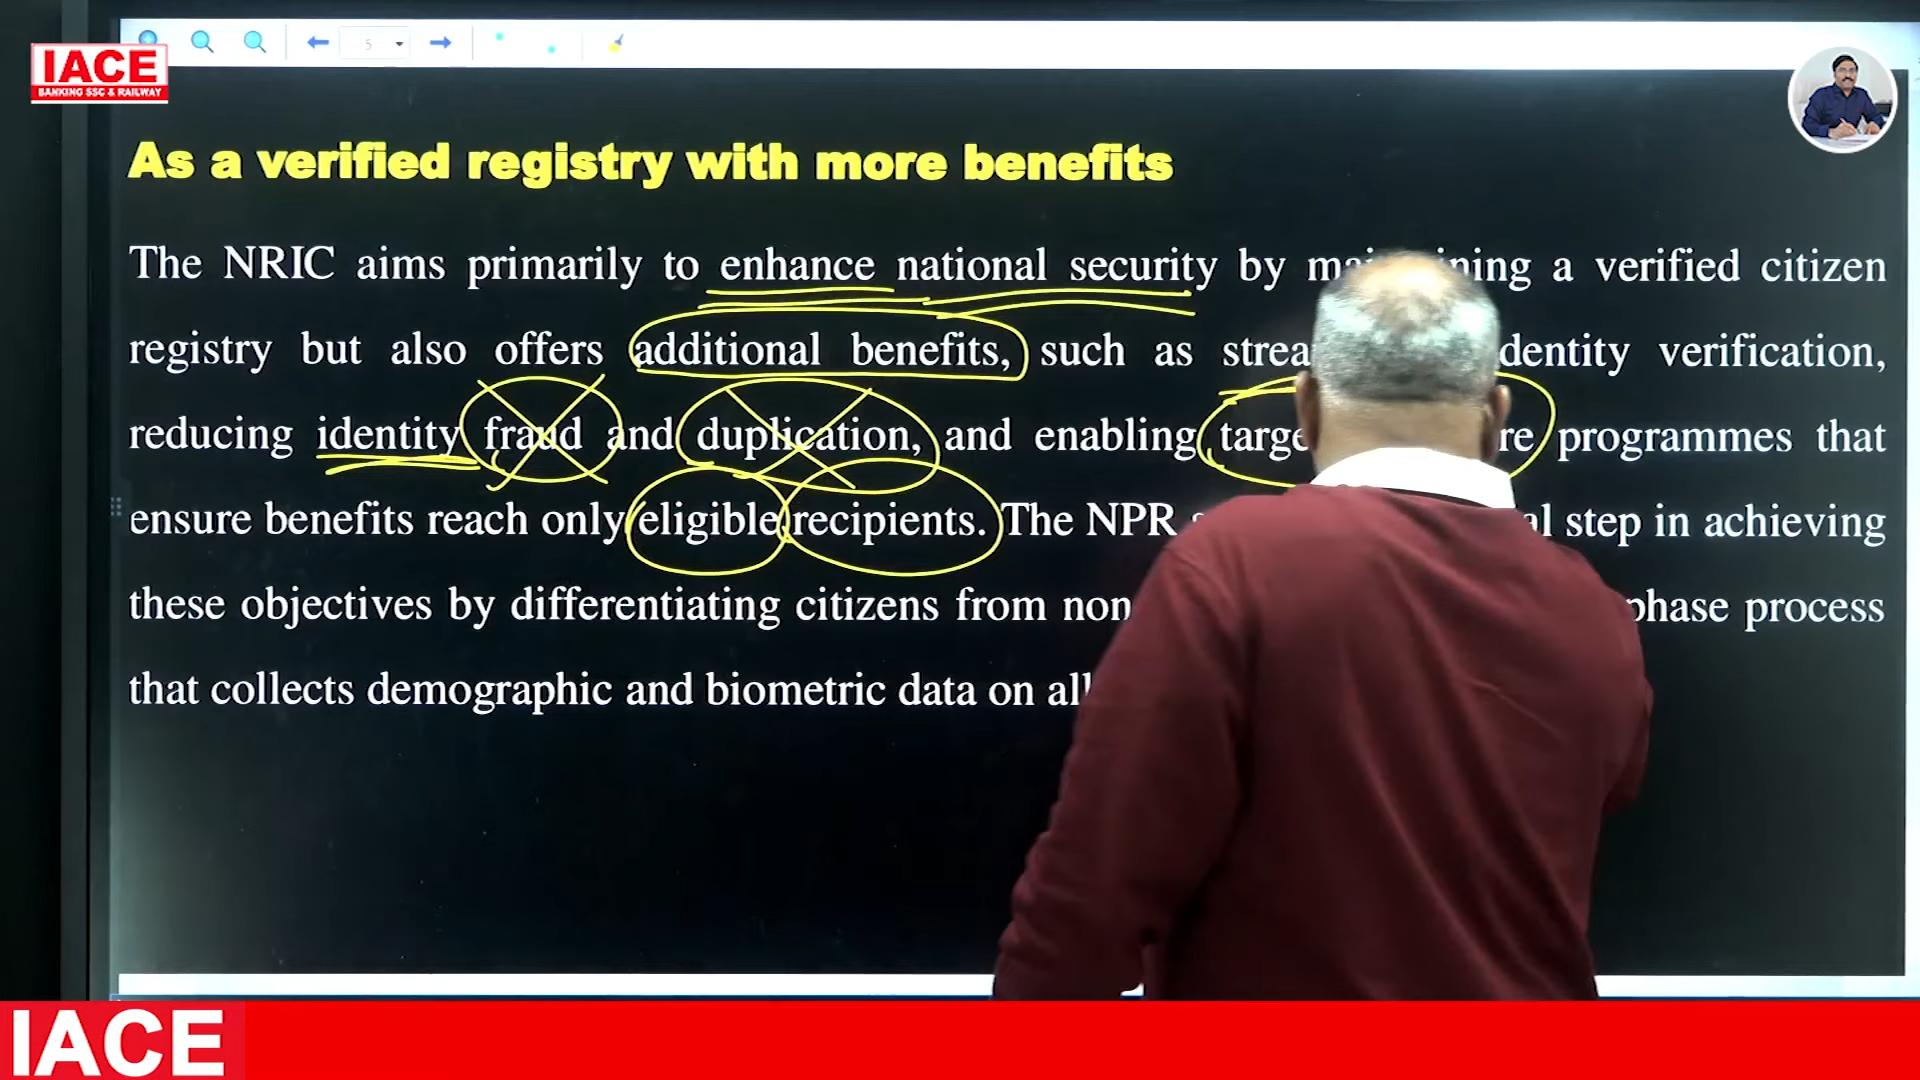 IACE
BANKING SSC & RAILWAY
5
As a verified registry with more benefits
The NRIC aims primarily to enhance national security by maintaining a verified citizen
registry but also offers additional benefits, such as identity verification,
reducing identity fraud and duplication, and enabling programmes that
ensure benefits reach only eligible recipients. The NPR step in achieving
these objectives by differentiating citizens from phase process
that collects demographic and biometric data on all
IACE